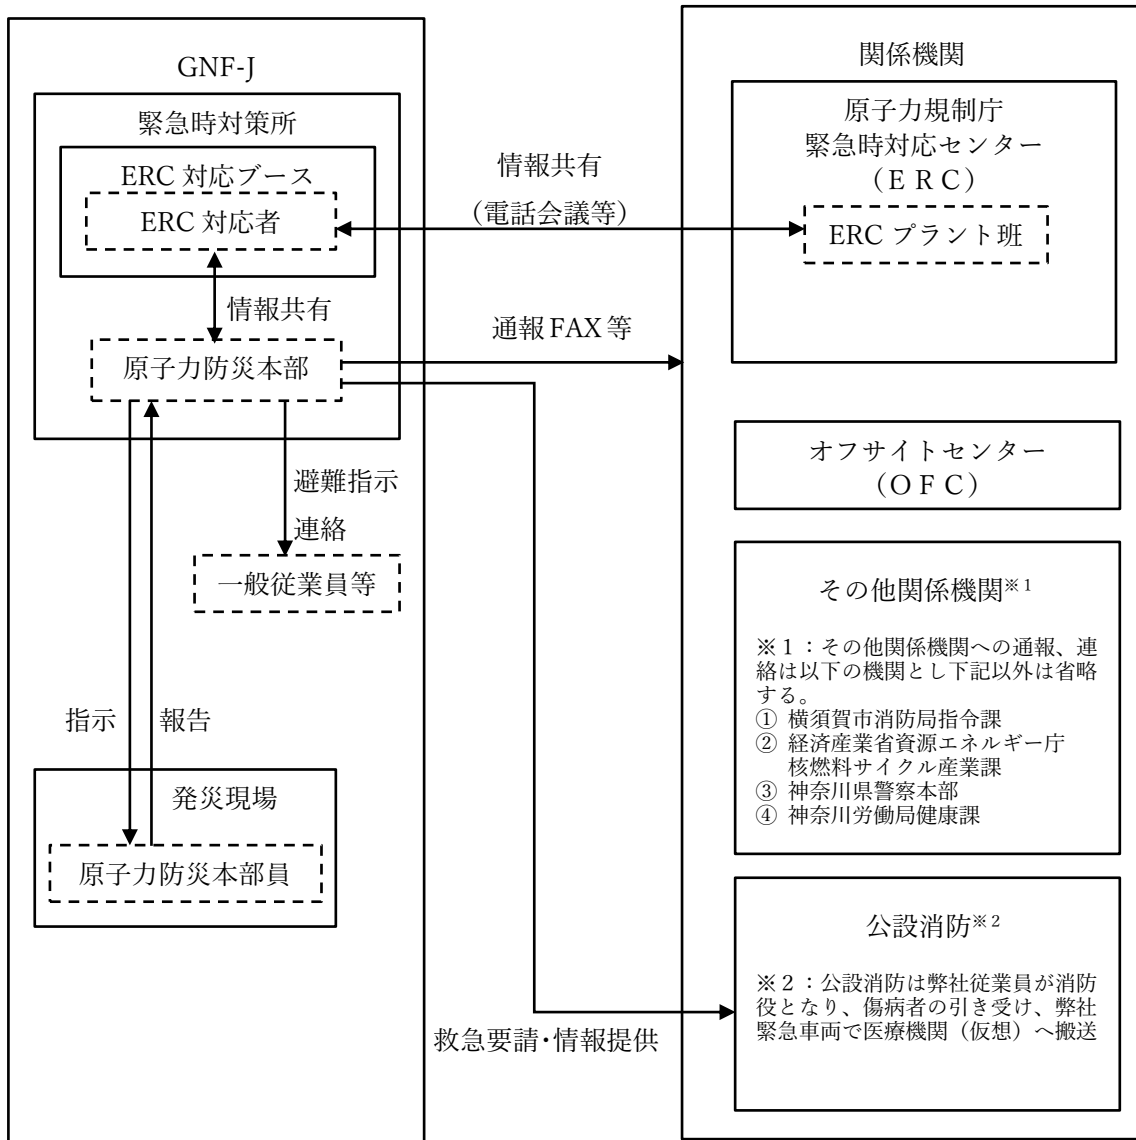 GNF-J
緊急時対策所
ERC 対応ブース
ERC 対応者
情報共有
原子力防災本部
避難指示
連絡
一般従業員等
指示
報告
発災現場
原子力防災本部員
情報共有
（電話会議等）
通報 FAX 等
救急要請･情報提供
関係機関
原子力規制庁
緊急時対応センター
（ＥＲＣ）
ERC プラント班
オフサイトセンター
（ＯＦＣ）
その他関係機関※１
※１：その他関係機関への通報、連
絡は以下の機関とし下記以外は省略
する。
① 横須賀市消防局指令課
② 経済産業省資源エネルギー庁
核燃料サイクル産業課
③ 神奈川県警察本部
④ 神奈川労働局健康課
公設消防※２
※２：公設消防は弊社従業員が消防
役となり、傷病者の引き受け、弊社
緊急車両で医療機関（仮想）へ搬送